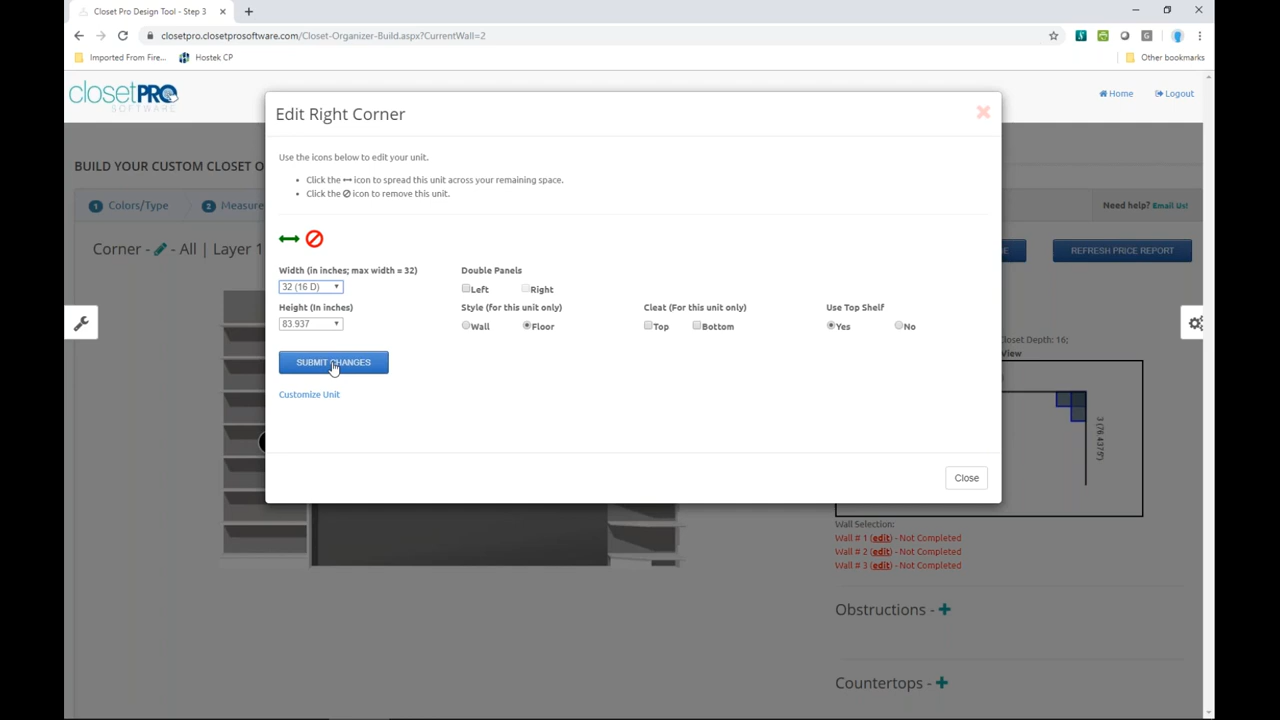 Closet Pro Design Tool - Step 3
closetpro.closetprosoftware.com/Closet-Organizer-Build.aspx?CurrentWall=2
Imported From Fire...
Hostek CP
Other bookmarks
closetPRO
SOFTWARE
Home
Logout
Edit Right Corner
Use the icons below to edit your unit.
Click the icon to spread this unit across your remaining space.
Click the icon to remove this unit.
BUILD YOUR CUSTOM CLOSET O
1 Colors/Type
2 Measure
Need help? Email Us!
Corner - - All | Layer 1
REFRESH PRICE REPORT
Width (in inches; max width = 32)
Double Panels
32 (16 D)
Left
Right
Height (In inches)
Style (for this unit only)
Cleat (For this unit only)
Use Top Shelf
83.937
Wall
Floor
Top
Bottom
Yes
No
SUBMIT CHANGES
Customize Unit
Close
Closet Depth: 16;
View
3 (76.4375")
Wall Selection:
Wall # 1 (edit) - Not Completed
Wall # 2 (edit) - Not Completed
Wall # 3 (edit) - Not Completed
Obstructions -
Countertops -